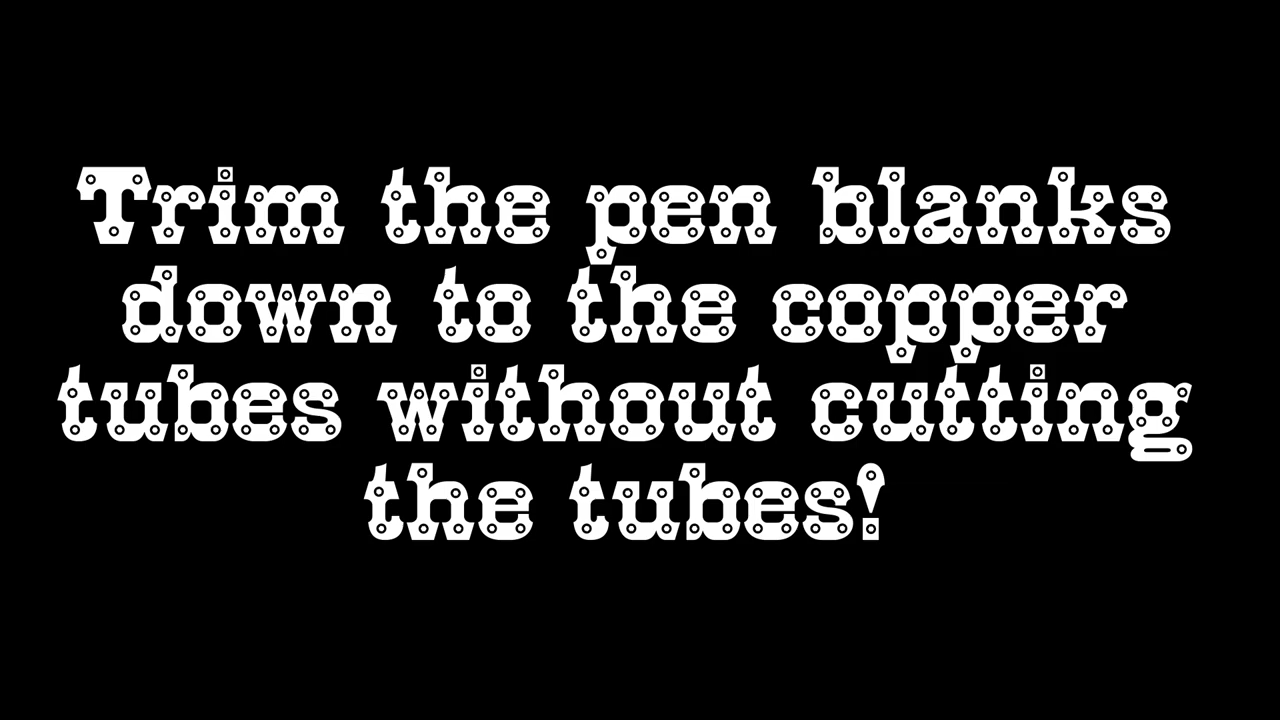 Trim the pen blanks
down to the copper
tubes without cutting
the tubes!